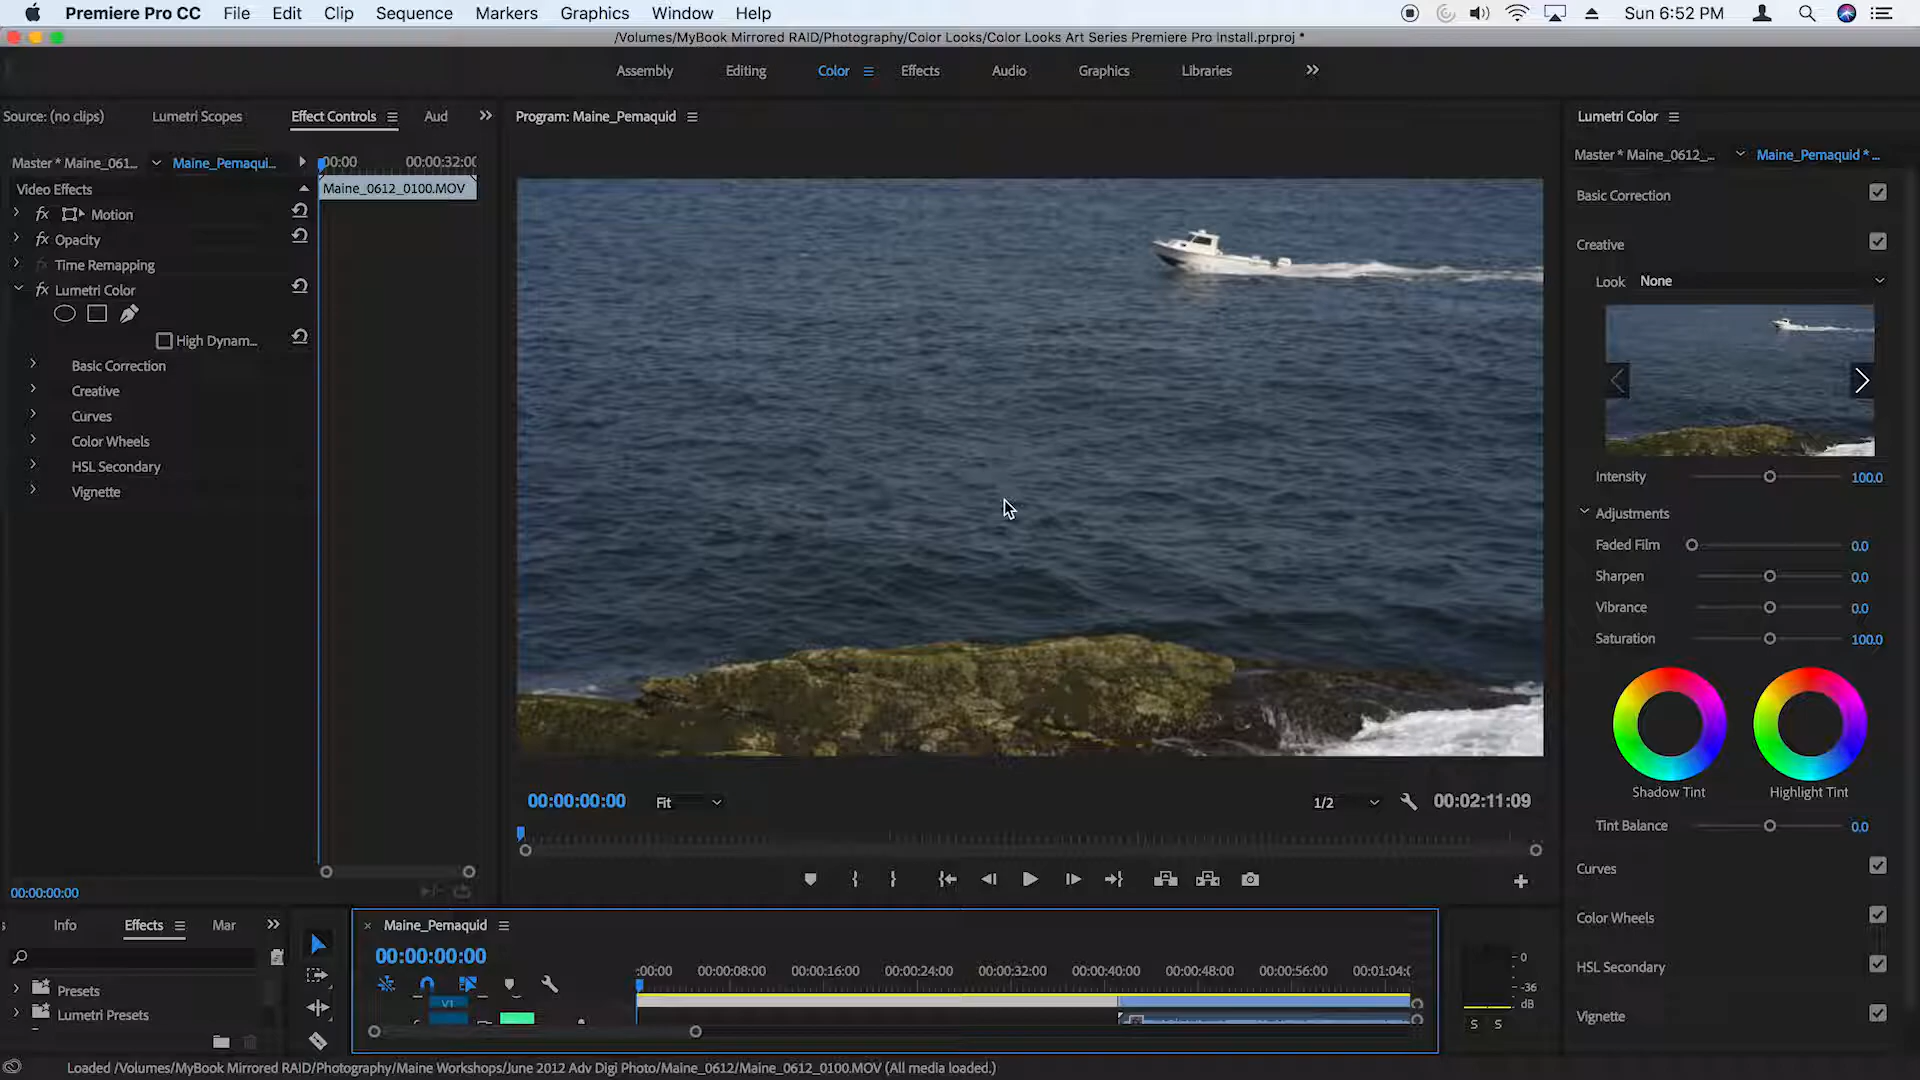 Premiere Pro CC File Edit Clip Sequence Markers Graphics Window Help Sun 6:52 PM
/Volumes/MyBook Mirrored RAID/Photography/Color Looks/Color Looks Art Series Premiere Pro Install.prproj *
Assembly Editing Color Effects Audio Graphics Libraries
Source: (no clips) Lumetri Scopes Effect Controls Aud
Program: Maine_Pemaquid
Lumetri Color
Master * Maine_061... Maine_Pemaqui...
:00:00 00:00:32:00
Video Effects
Maine_0612_0100.MOV
fx Motion
fx Opacity
fx Time Remapping
fx Lumetri Color
High Dynam...
Basic Correction
Creative
Curves
Color Wheels
HSL Secondary
Vignette
00:00:00:00
Master * Maine_0612_... Maine_Pemaquid * ...
Basic Correction
Creative
Look None
Intensity 100.0
Adjustments
Faded Film 0.0
Sharpen 0.0
Vibrance 0.0
Saturation 100.0
Shadow Tint Highlight Tint
Tint Balance 0.0
Curves
Color Wheels
HSL Secondary
Vignette
00:00:00:00 Fit 1/2 00:02:11:09
Info Effects Mar
Presets
Lumetri Presets
Maine_Pemaquid
00:00:00:00
:00:00 00:00:08:00 00:00:16:00 00:00:24:00 00:00:32:00 00:00:40:00 00:00:48:00 00:00:56:00 00:01:04:0
V1
0
-36
dB
S S
Loaded /Volumes/MyBook Mirrored RAID/Photography/Maine Workshops/June 2012 Adv Digi Photo/Maine_0612/Maine_0612_0100.MOV (All media loaded.)